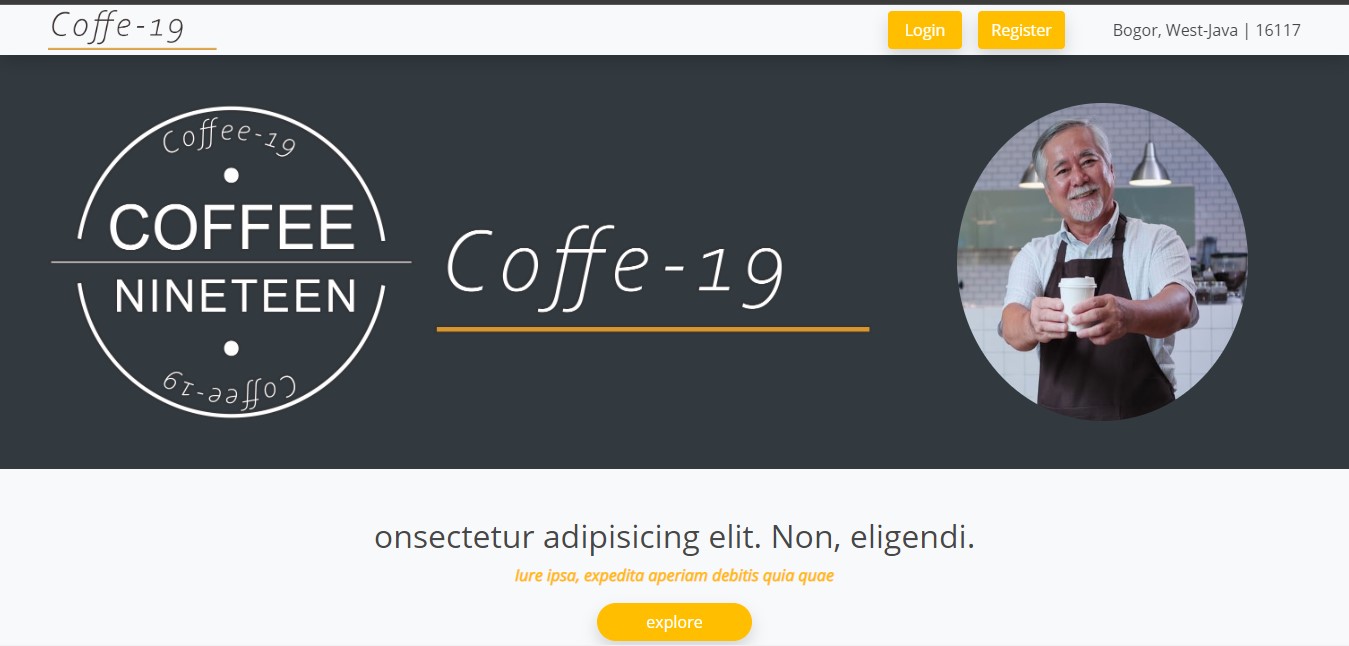 Coffe-19
Login
Register
Bogor, West-Java | 16117
Coffee-19
COFFEE
NINETEEN
Coffee-19
Coffe-19
onsectetur adipisicing elit. Non, eligendi.
Iure ipsa, expedita aperiam debitis quia quae
explore